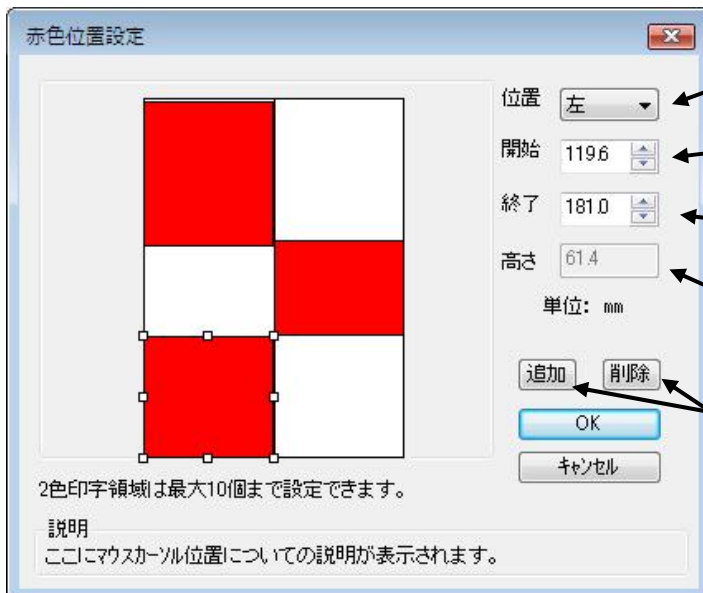 赤色位置設定
位置 左
開始 119.6
終了 181.0
高さ 61.4
単位： mm
追加 削除
OK
キャンセル
2色印字領域は最大10個まで設定できます。
説明
ここにマウスカーソル位置についての説明が表示されます。